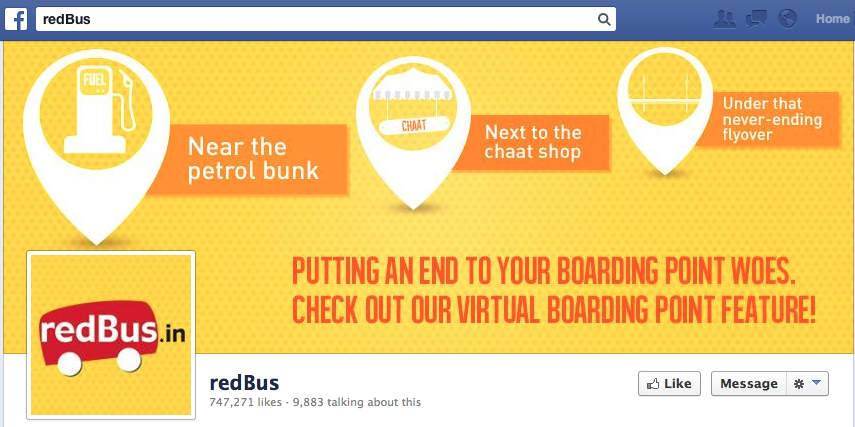 redBus
Home
FUEL
Near the
petrol bunk
CHAAT
Next to the
chaat shop
Under that
never-ending
flyover
PUTTING AN END TO YOUR BOARDING POINT WOES.
CHECK OUT OUR VIRTUAL BOARDING POINT FEATURE!
redBus.in
redBus
747,271 likes · 9,883 talking about this
Like
Message